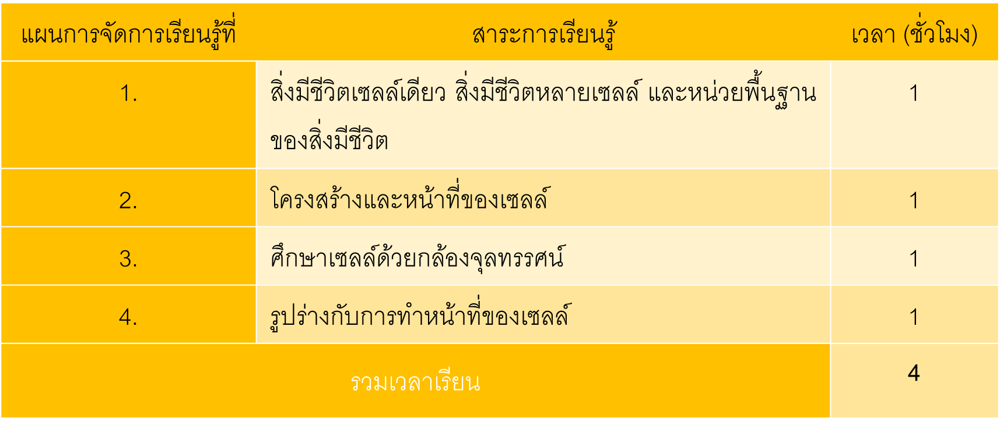 แผนการจัดการเรียนรู้ที่ สาระการเรียนรู้ เวลา (ชั่วโมง)
1. สิ่งมีชีวิตเซลล์เดียว สิ่งมีชีวิตหลายเซลล์ และหน่วยพื้นฐาน 1
ของสิ่งมีชีวิต
2. โครงสร้างและหน้าที่ของเซลล์ 1
3. ศึกษาเซลล์ด้วยกล้องจุลทรรศน์ 1
4. รูปร่างกับการทำหน้าที่ของเซลล์ 1
รวมเวลาเรียน 4